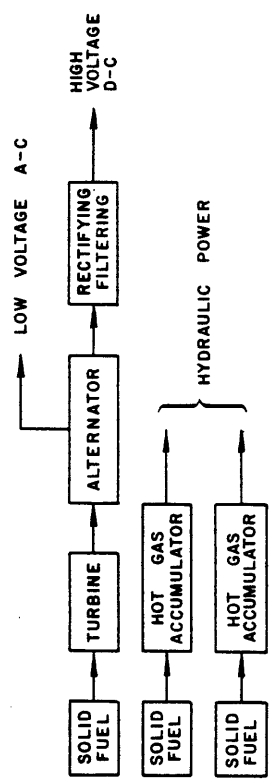 LOW VOLTAGE A-C
SOLID
FUEL
TURBINE
ALTERNATOR
RECTIFYING
FILTERING
HIGH
VOLTAGE
D-C
SOLID
FUEL
HOT GAS
ACCUMULATOR
HYDRAULIC POWER
SOLID
FUEL
HOT GAS
ACCUMULATOR